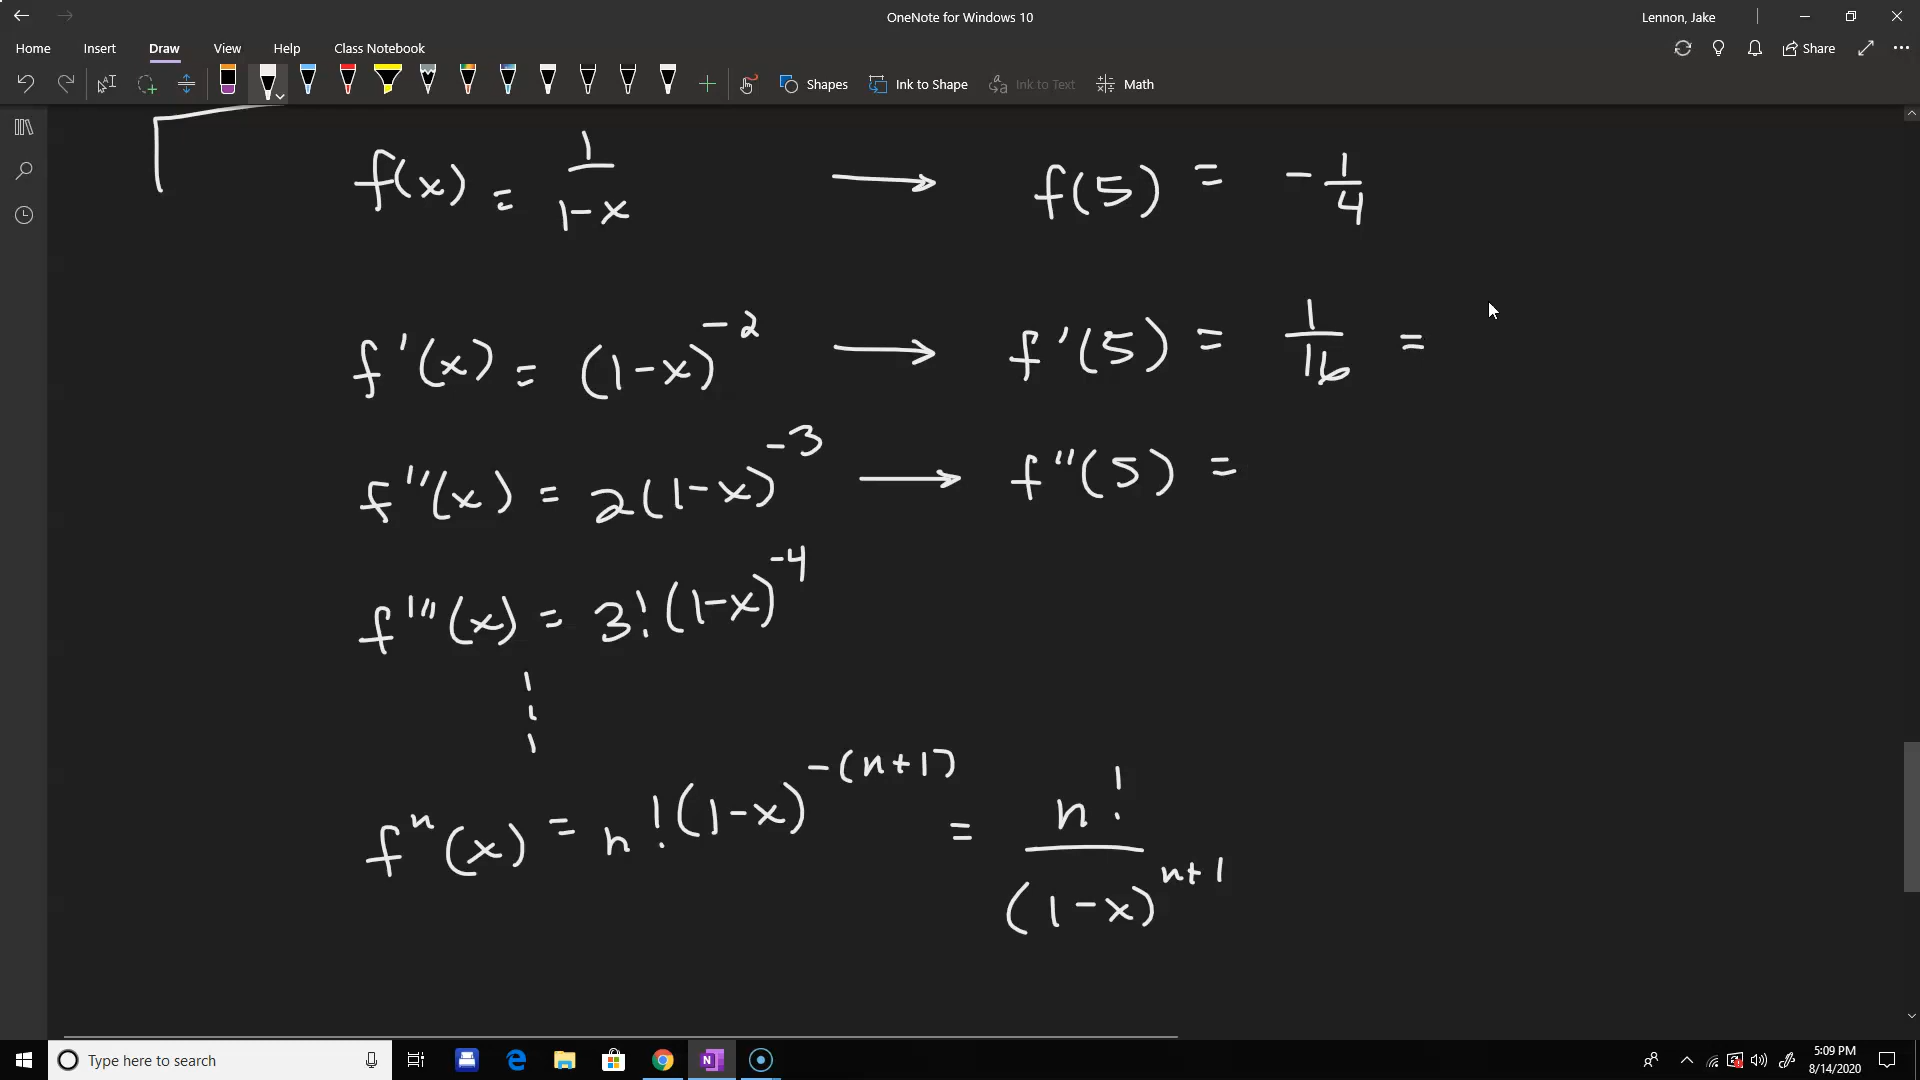 OneNote for Windows 10
Lennon, Jake
Home Insert Draw View Help Class Notebook
Share
Shapes Ink to Shape Ink to Text Math
f(x) = 1/(1-x) → f(5) = -1/4
f'(x) = (1-x)^-2 → f'(5) = 1/16 =
f''(x) = 2(1-x)^-3 → f''(5) =
f'''(x) = 3!(1-x)^-4
f^n(x) = n!(1-x)^-(n+1) = n!/(1-x)^n+1
Type here to search
5:09 PM
8/14/2020